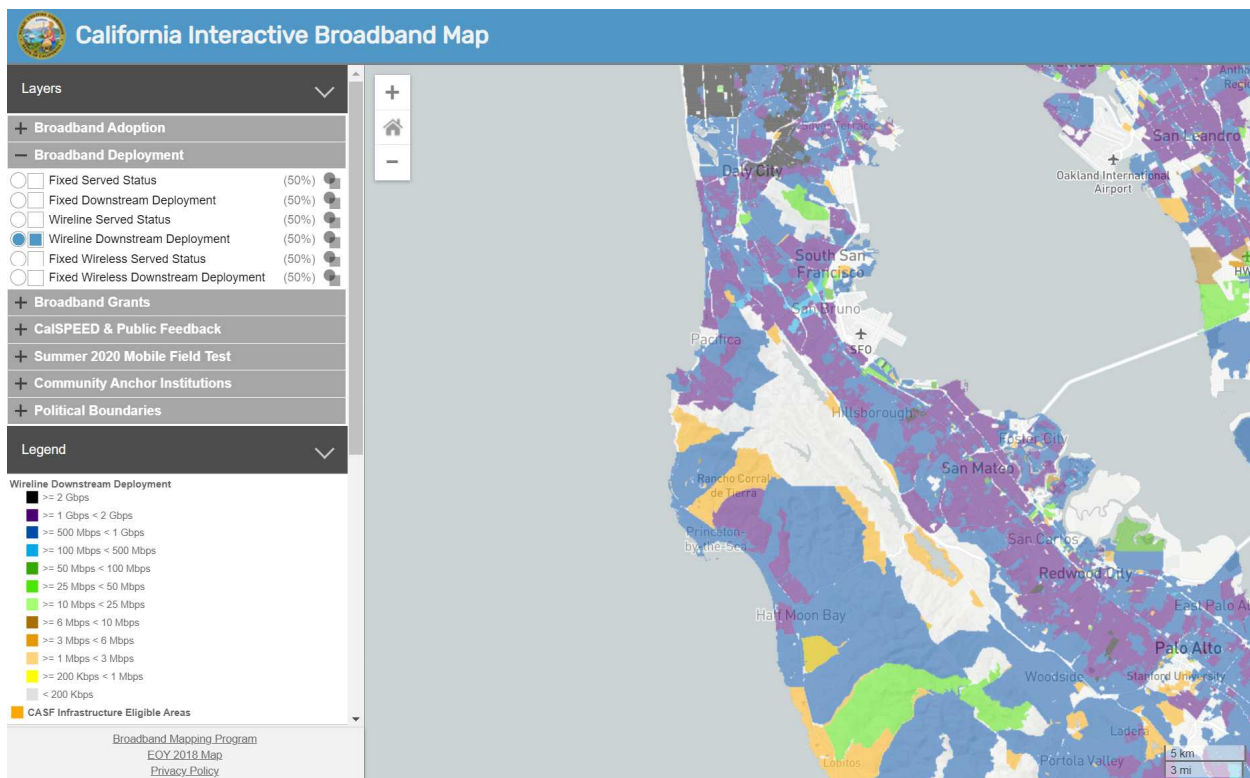 California Interactive Broadband Map
Layers
+ Broadband Adoption
− Broadband Deployment
Fixed Served Status (50%)
Fixed Downstream Deployment (50%)
Wireline Served Status (50%)
Wireline Downstream Deployment (50%)
Fixed Wireless Served Status (50%)
Fixed Wireless Downstream Deployment (50%)
+ Broadband Grants
+ CalSPEED & Public Feedback
+ Summer 2020 Mobile Field Test
+ Community Anchor Institutions
+ Political Boundaries
Legend
Wireline Downstream Deployment
>= 2 Gbps
>= 1 Gbps < 2 Gbps
>= 500 Mbps < 1 Gbps
>= 100 Mbps < 500 Mbps
>= 50 Mbps < 100 Mbps
>= 25 Mbps < 50 Mbps
>= 10 Mbps < 25 Mbps
>= 6 Mbps < 10 Mbps
>= 3 Mbps < 6 Mbps
>= 1 Mbps < 3 Mbps
>= 200 Kbps < 1 Mbps
< 200 Kbps
CASF Infrastructure Eligible Areas
Broadband Mapping Program
EOY 2018 Map
Privacy Policy
+
−
San Leandro
Oakland International
Airport
Daly City
South San
Francisco
San Bruno
SFO
Pacifica
Hillsborough
Foster City
San Mateo
Rancho Corral
de Tierra
Princeton-
by-the-Sea
San Carlos
Redwood City
East Palo
Half Moon Bay
Palo Alto
Woodside
Stanford University
Ladera
Portola Valley
Lobitos
5 km
3 mi